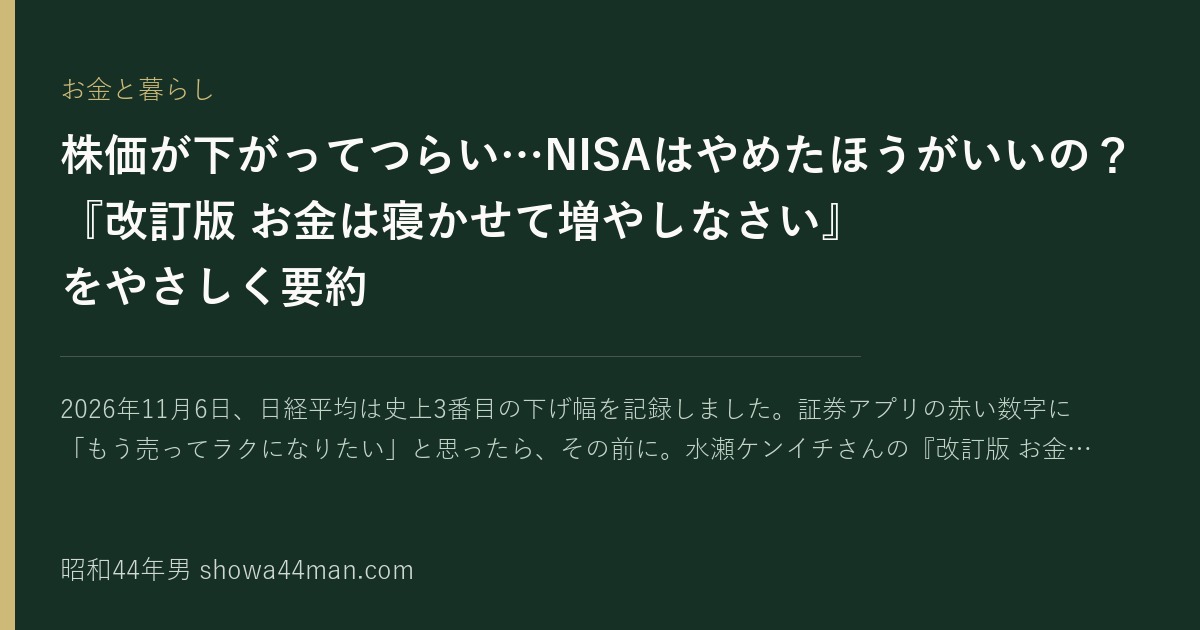 お金と暮らし
株価が下がってつらい…NISAはやめたほうがいいの？
『改訂版 お金は寝かせて増やしなさい』
をやさしく要約
2026年11月6日、日経平均は史上3番目の下げ幅を記録しました。証券アプリの赤い数字に
「もう売ってラクになりたい」と思ったら、その前に。水瀬ケンイチさんの『改訂版 お金…
昭和44年男 showa44man.com